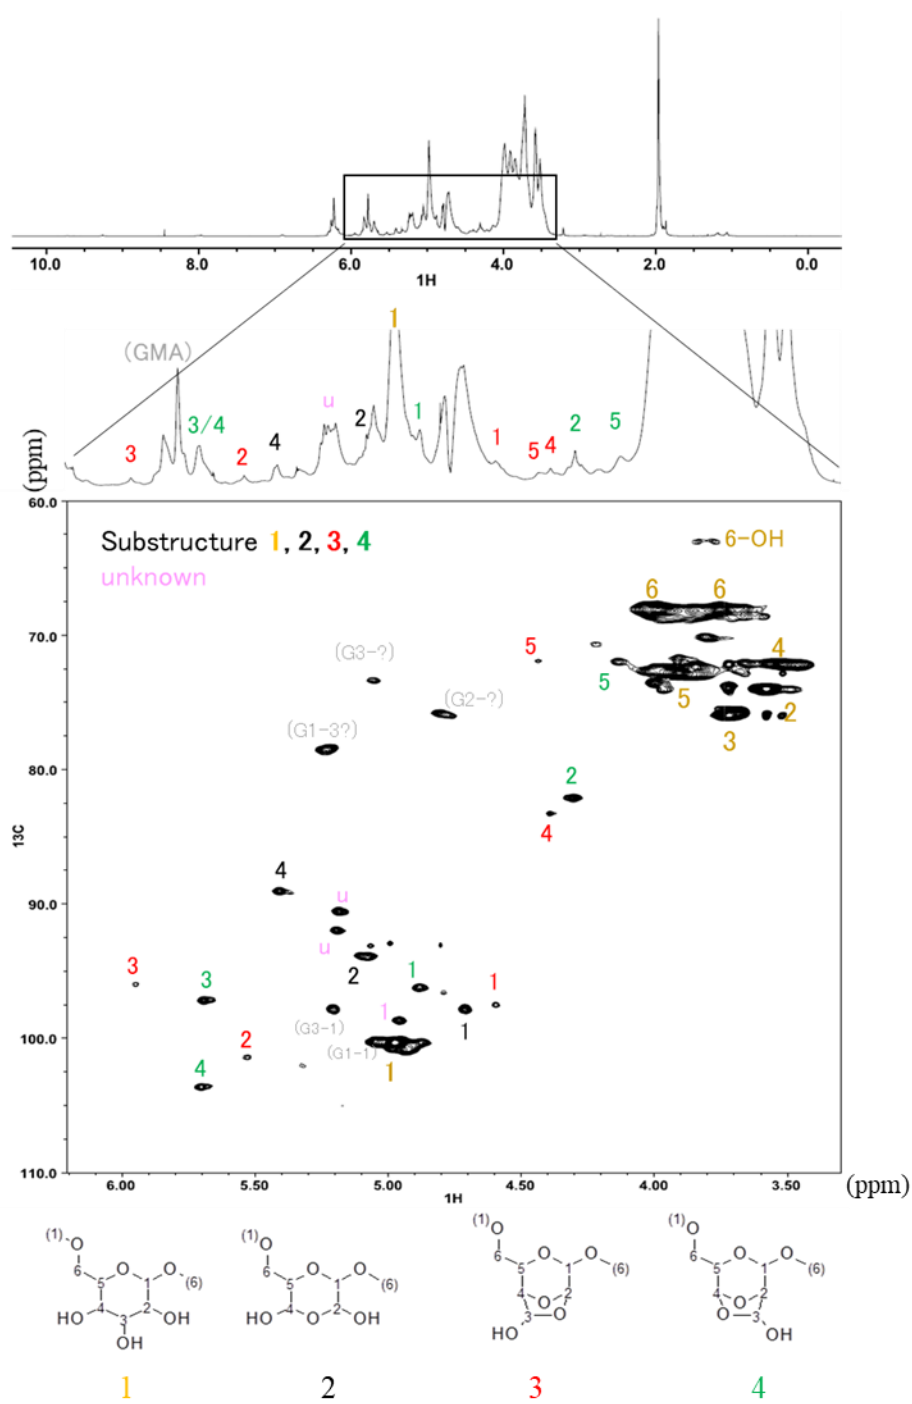 10.0 8.0 6.0 4.0 2.0 0.0
1H
1
(GMA)
u
3/4
2
1
5
2
4
3
2
1
5 4
(ppm)
60.0
Substructure 1, 2, 3, 4
6-OH
unknown
6 6
70.0
5
4
(G3-?)
5
5
(G2-?)
2
(G1-3?)
3
80.0
2
13C
4
4
90.0
u
u
3
3
2
1
1
1
(G3-1)
1
100.0
2
(G1-1)
1
4
110.0
6.00 5.50 5.00 4.50 4.00 3.50
1H
(ppm)
(1) O 6 5 O 1 O (6) HO 4 3 2 OH OH
(1) O 6 5 O 1 O (6) HO 4 O 2 OH
(1) O 6 5 O 1 O (6) 4 O 2 3 O HO
(1) O 6 5 O 1 O (6) 4 O 2 O 3 OH
1 2 3 4